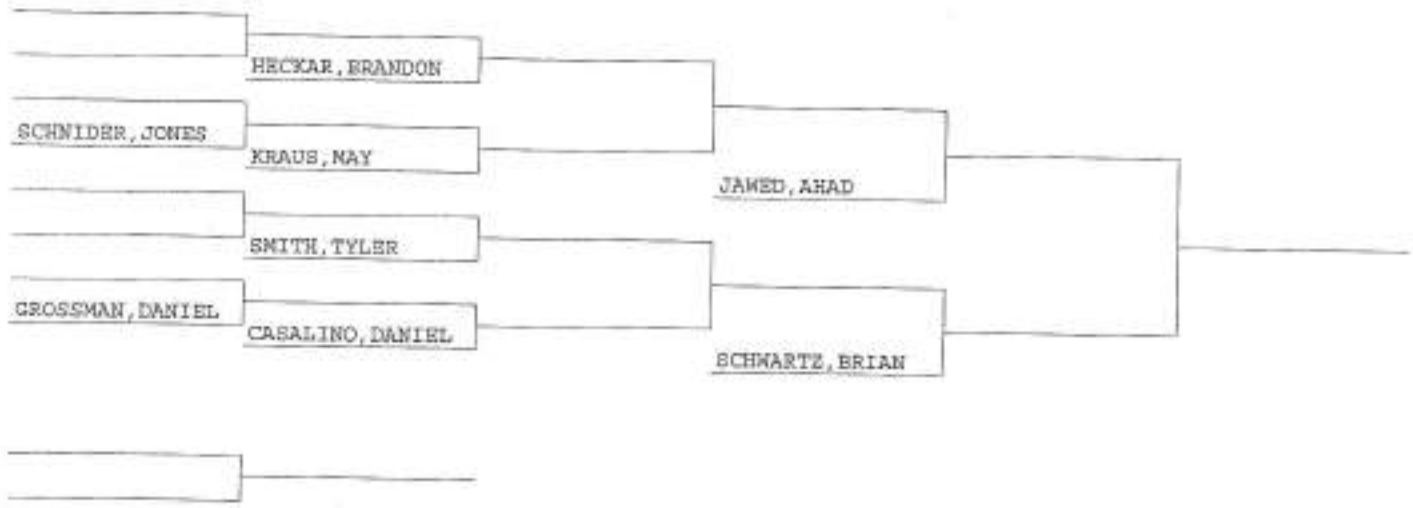 HECKAR,BRANDON
SCHNIDER,JONES
KRAUS,MAY
JAWED,AHAD
SMITH,TYLER
GROSSMAN,DANIEL
CASALINO,DANIEL
SCHWARTZ,BRIAN